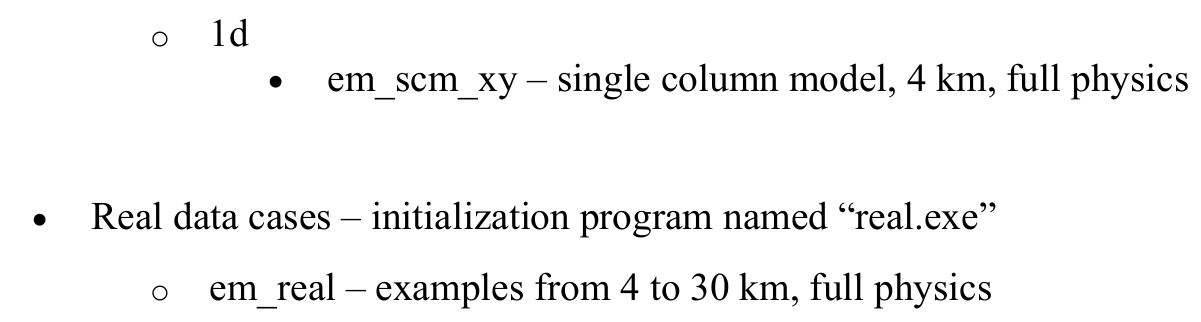 ○ 1d
• em_scm_xy – single column model, 4 km, full physics
• Real data cases – initialization program named “real.exe”
○ em_real – examples from 4 to 30 km, full physics